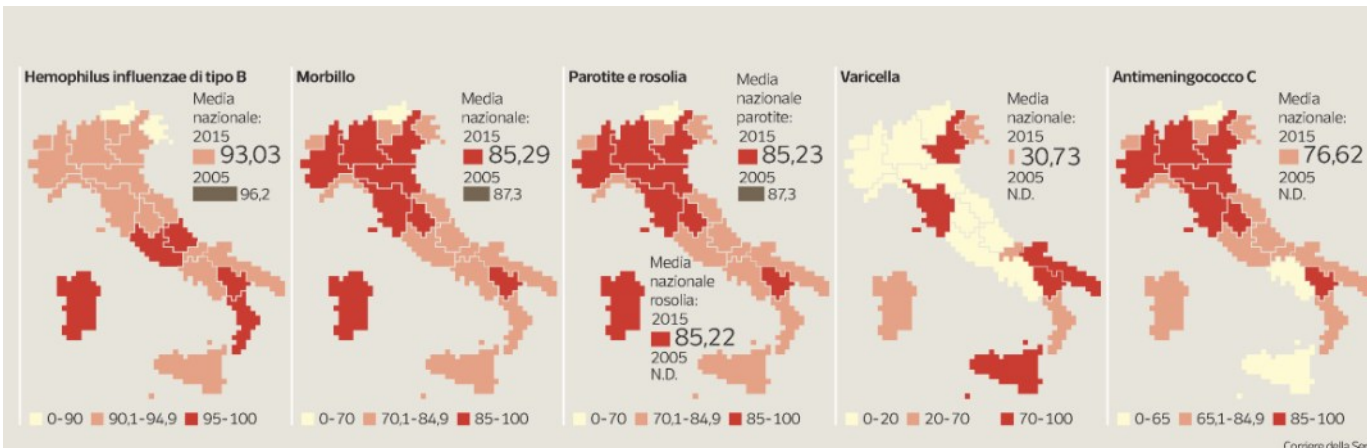 Hemophilus influenzae di tipo B
Media
nazionale:
2015
93,03
2005
96,2
0-90 90,1-94,9 95-100
Morbillo
Media
nazionale:
2015
85,29
2005
87,3
0-70 70,1-84,9 85-100
Parotite e rosolia
Media
nazionale
parotite:
2015
85,23
2005
87,3
Media
nazionale
rosolia:
2015
85,22
2005
N.D.
0-70 70,1-84,9 85-100
Varicella
Media
nazionale:
2015
30,73
2005
N.D.
0-20 20-70 70-100
Antimeningococco C
Media
nazionale:
2015
76,62
2005
N.D.
0-65 65,1-84,9 85-100
Corriere della Se